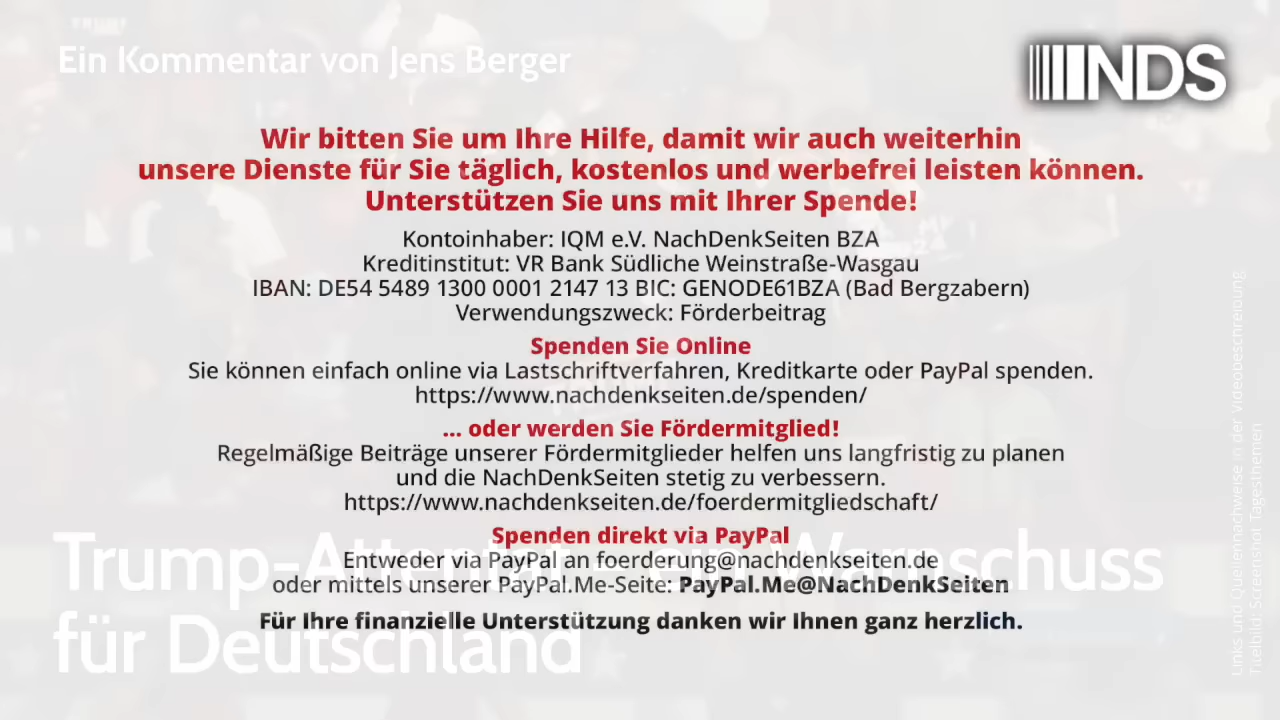 Ein Kommentar von Jens Berger
NDS
Wir bitten Sie um Ihre Hilfe, damit wir auch weiterhin
unsere Dienste für Sie täglich, kostenlos und werbefrei leisten können.
Unterstützen Sie uns mit Ihrer Spende!
Kontoinhaber: IQM e.V. NachDenkSeiten BZA
Kreditinstitut: VR Bank Südliche Weinstraße-Wasgau
IBAN: DE54 5489 1300 0001 2147 13 BIC: GENODE61BZA (Bad Bergzabern)
Verwendungszweck: Förderbeitrag
Spenden Sie Online
Sie können einfach online via Lastschriftverfahren, Kreditkarte oder PayPal spenden.
https://www.nachdenkseiten.de/spenden/
... oder werden Sie Fördermitglied!
Regelmäßige Beiträge unserer Fördermitglieder helfen uns langfristig zu planen
und die NachDenkSeiten stetig zu verbessern.
https://www.nachdenkseiten.de/foerdermitgliedschaft/
Spenden direkt via PayPal
Entweder via PayPal an foerderung@nachdenkseiten.de
oder mittels unserer PayPal.Me-Seite: PayPal.Me@NachDenkSeiten
Für Ihre finanzielle Unterstützung danken wir Ihnen ganz herzlich.
Trump-Attentat – ein Warnschuss
für Deutschland
Links und Quellennachweise in der Videobeschreibung
Titelbild: Screenshot Tagesthemen